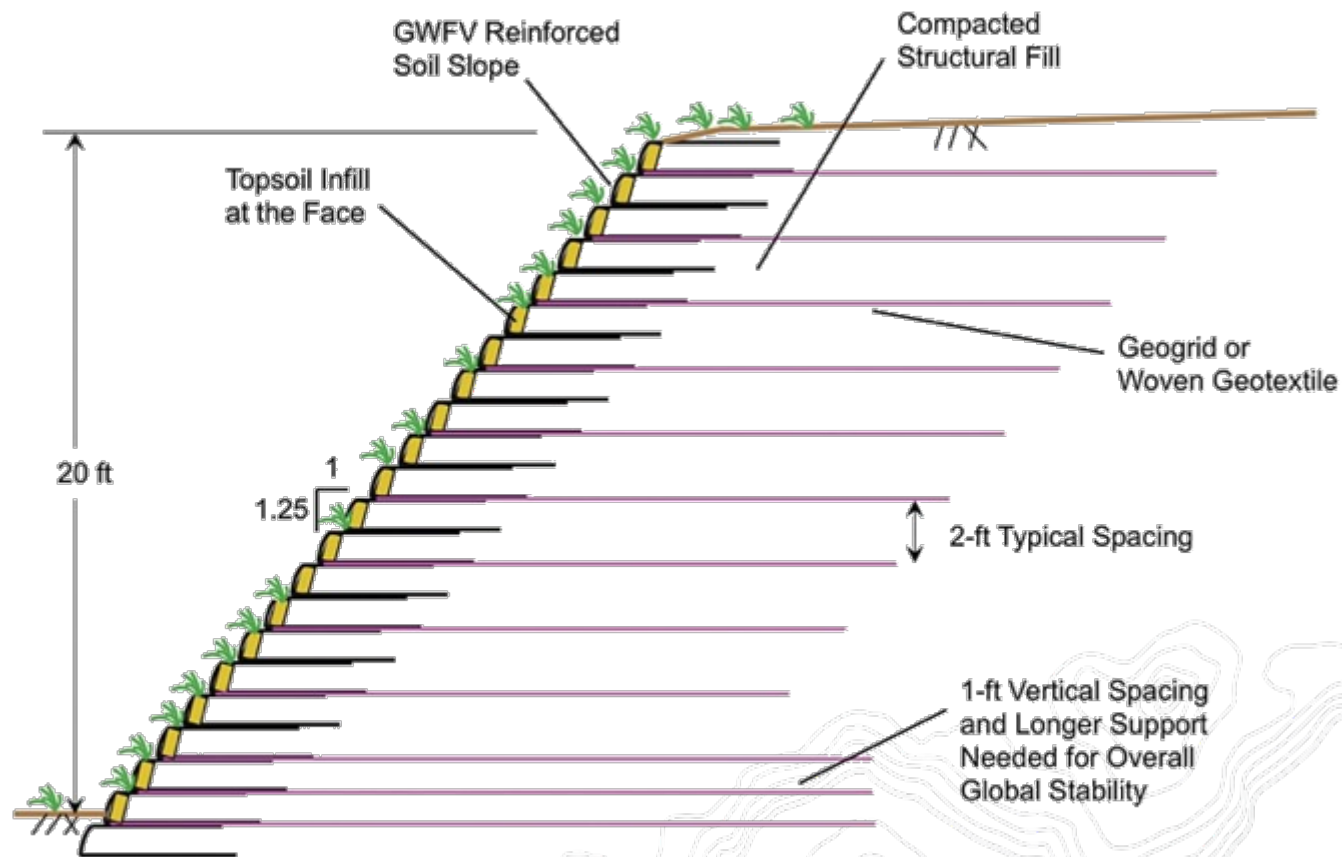 GWFV Reinforced
Soil Slope
Compacted
Structural Fill
Topsoil Infill
at the Face
Geogrid or
Woven Geotextile
20 ft
1
1.25
2-ft Typical Spacing
1-ft Vertical Spacing
and Longer Support
Needed for Overall
Global Stability